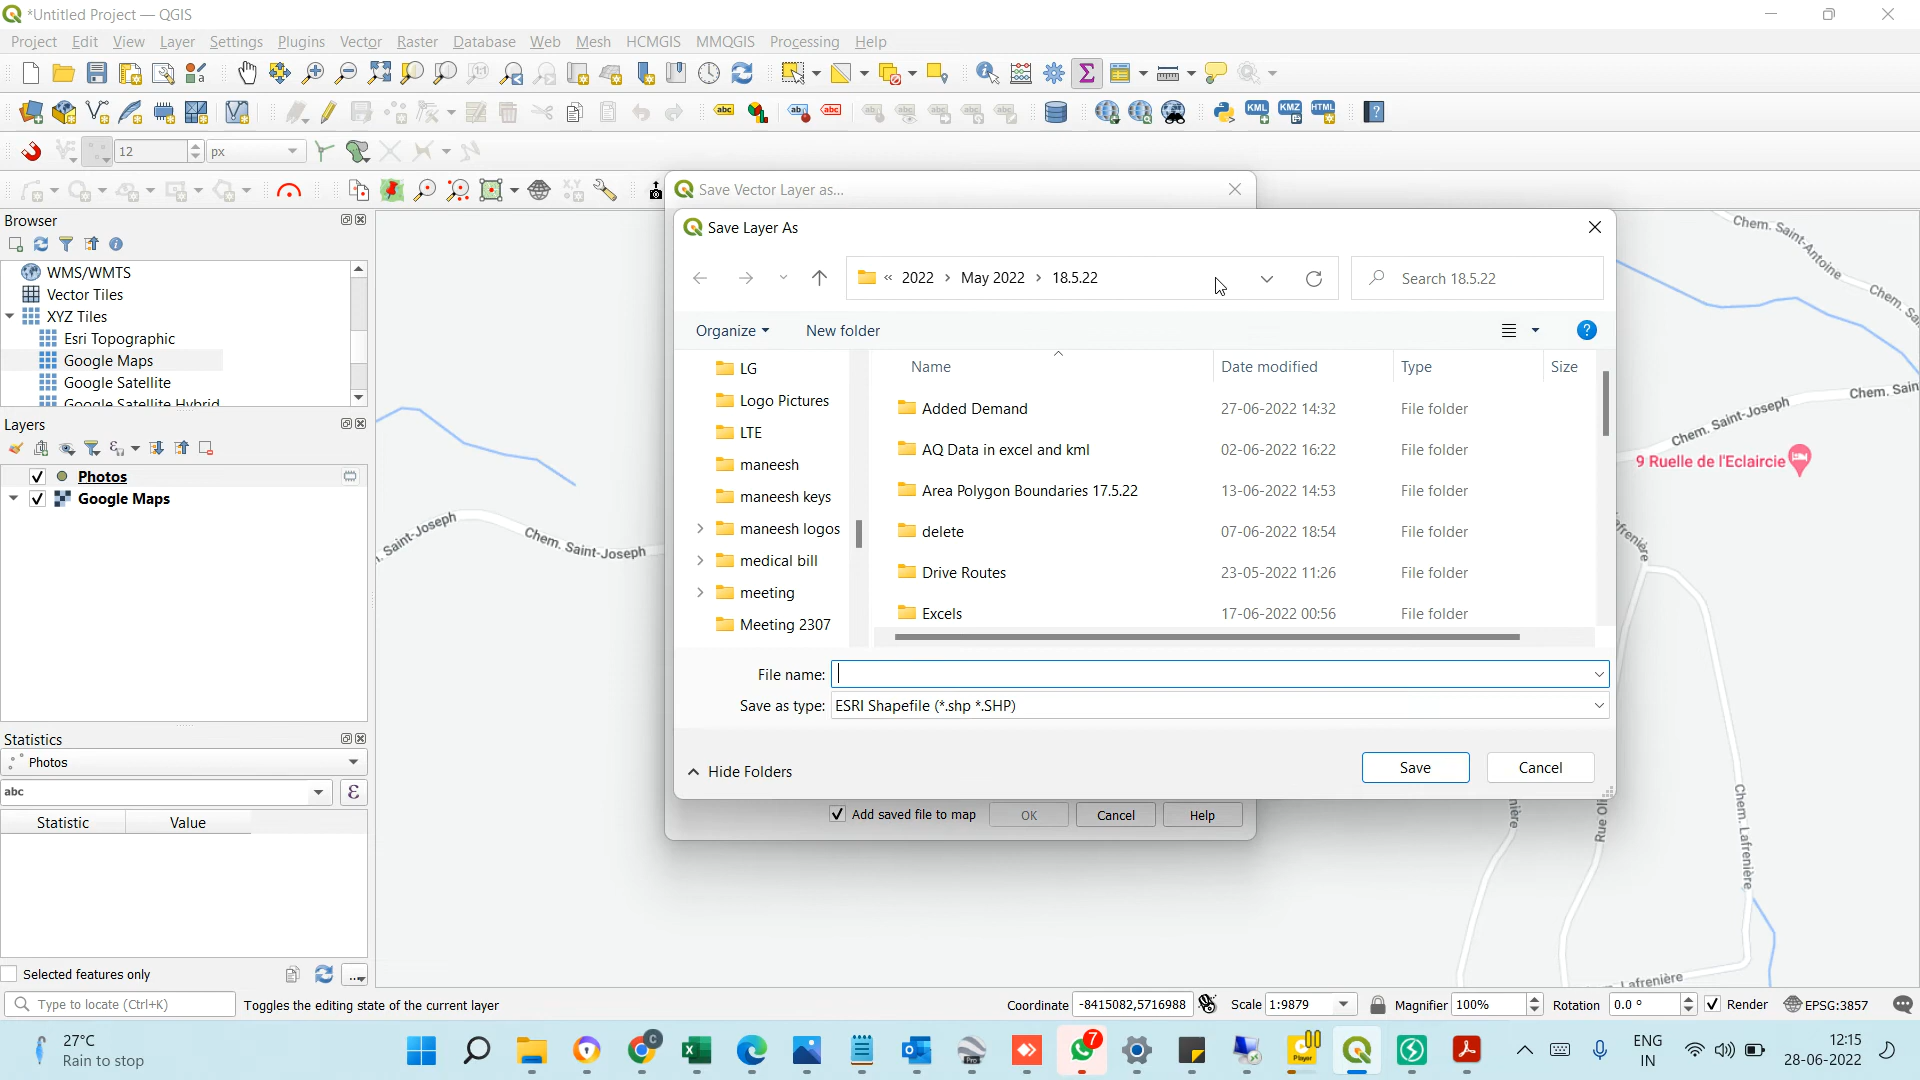 *Untitled Project — QGIS
Project Edit View Layer Settings Plugins Vector Raster Database Web Mesh HCMGIS MMQGIS Processing Help
12 px
Browser
WMS/WMTS
Vector Tiles
XYZ Tiles
Esri Topographic
Google Maps
Google Satellite
Google Satellite Hybrid
Layers
Photos
Google Maps
Statistics
Photos
abc
Statistic Value
Selected features only
Save Vector Layer as...
Save Layer As
« 2022 › May 2022 › 18.5.22
Search 18.5.22
Organize New folder
LG
Logo Pictures
LTE
maneesh
maneesh keys
maneesh logos
medical bill
meeting
Meeting 2307
Name Date modified Type Size
Added Demand 27-06-2022 14:32 File folder
AQ Data in excel and kml 02-06-2022 16:22 File folder
Area Polygon Boundaries 17.5.22 13-06-2022 14:53 File folder
delete 07-06-2022 18:54 File folder
Drive Routes 23-05-2022 11:26 File folder
Excels 17-06-2022 00:56 File folder
File name:
Save as type: ESRI Shapefile (*.shp *.SHP)
Hide Folders
Save Cancel
Add saved file to map OK Cancel Help
Chem. Saint-Joseph
Chem. Saint-Antoine
Chem. Saint-Joseph
9 Ruelle de l'Eclaircie
Chem. Lafrenière
Lafrenière
Type to locate (Ctrl+K) Toggles the editing state of the current layer Coordinate -8415082,5716988 Scale 1:9879 Magnifier 100% Rotation 0.0 ° Render EPSG:3857
27°C
Rain to stop
7
ENG
IN
12:15
28-06-2022